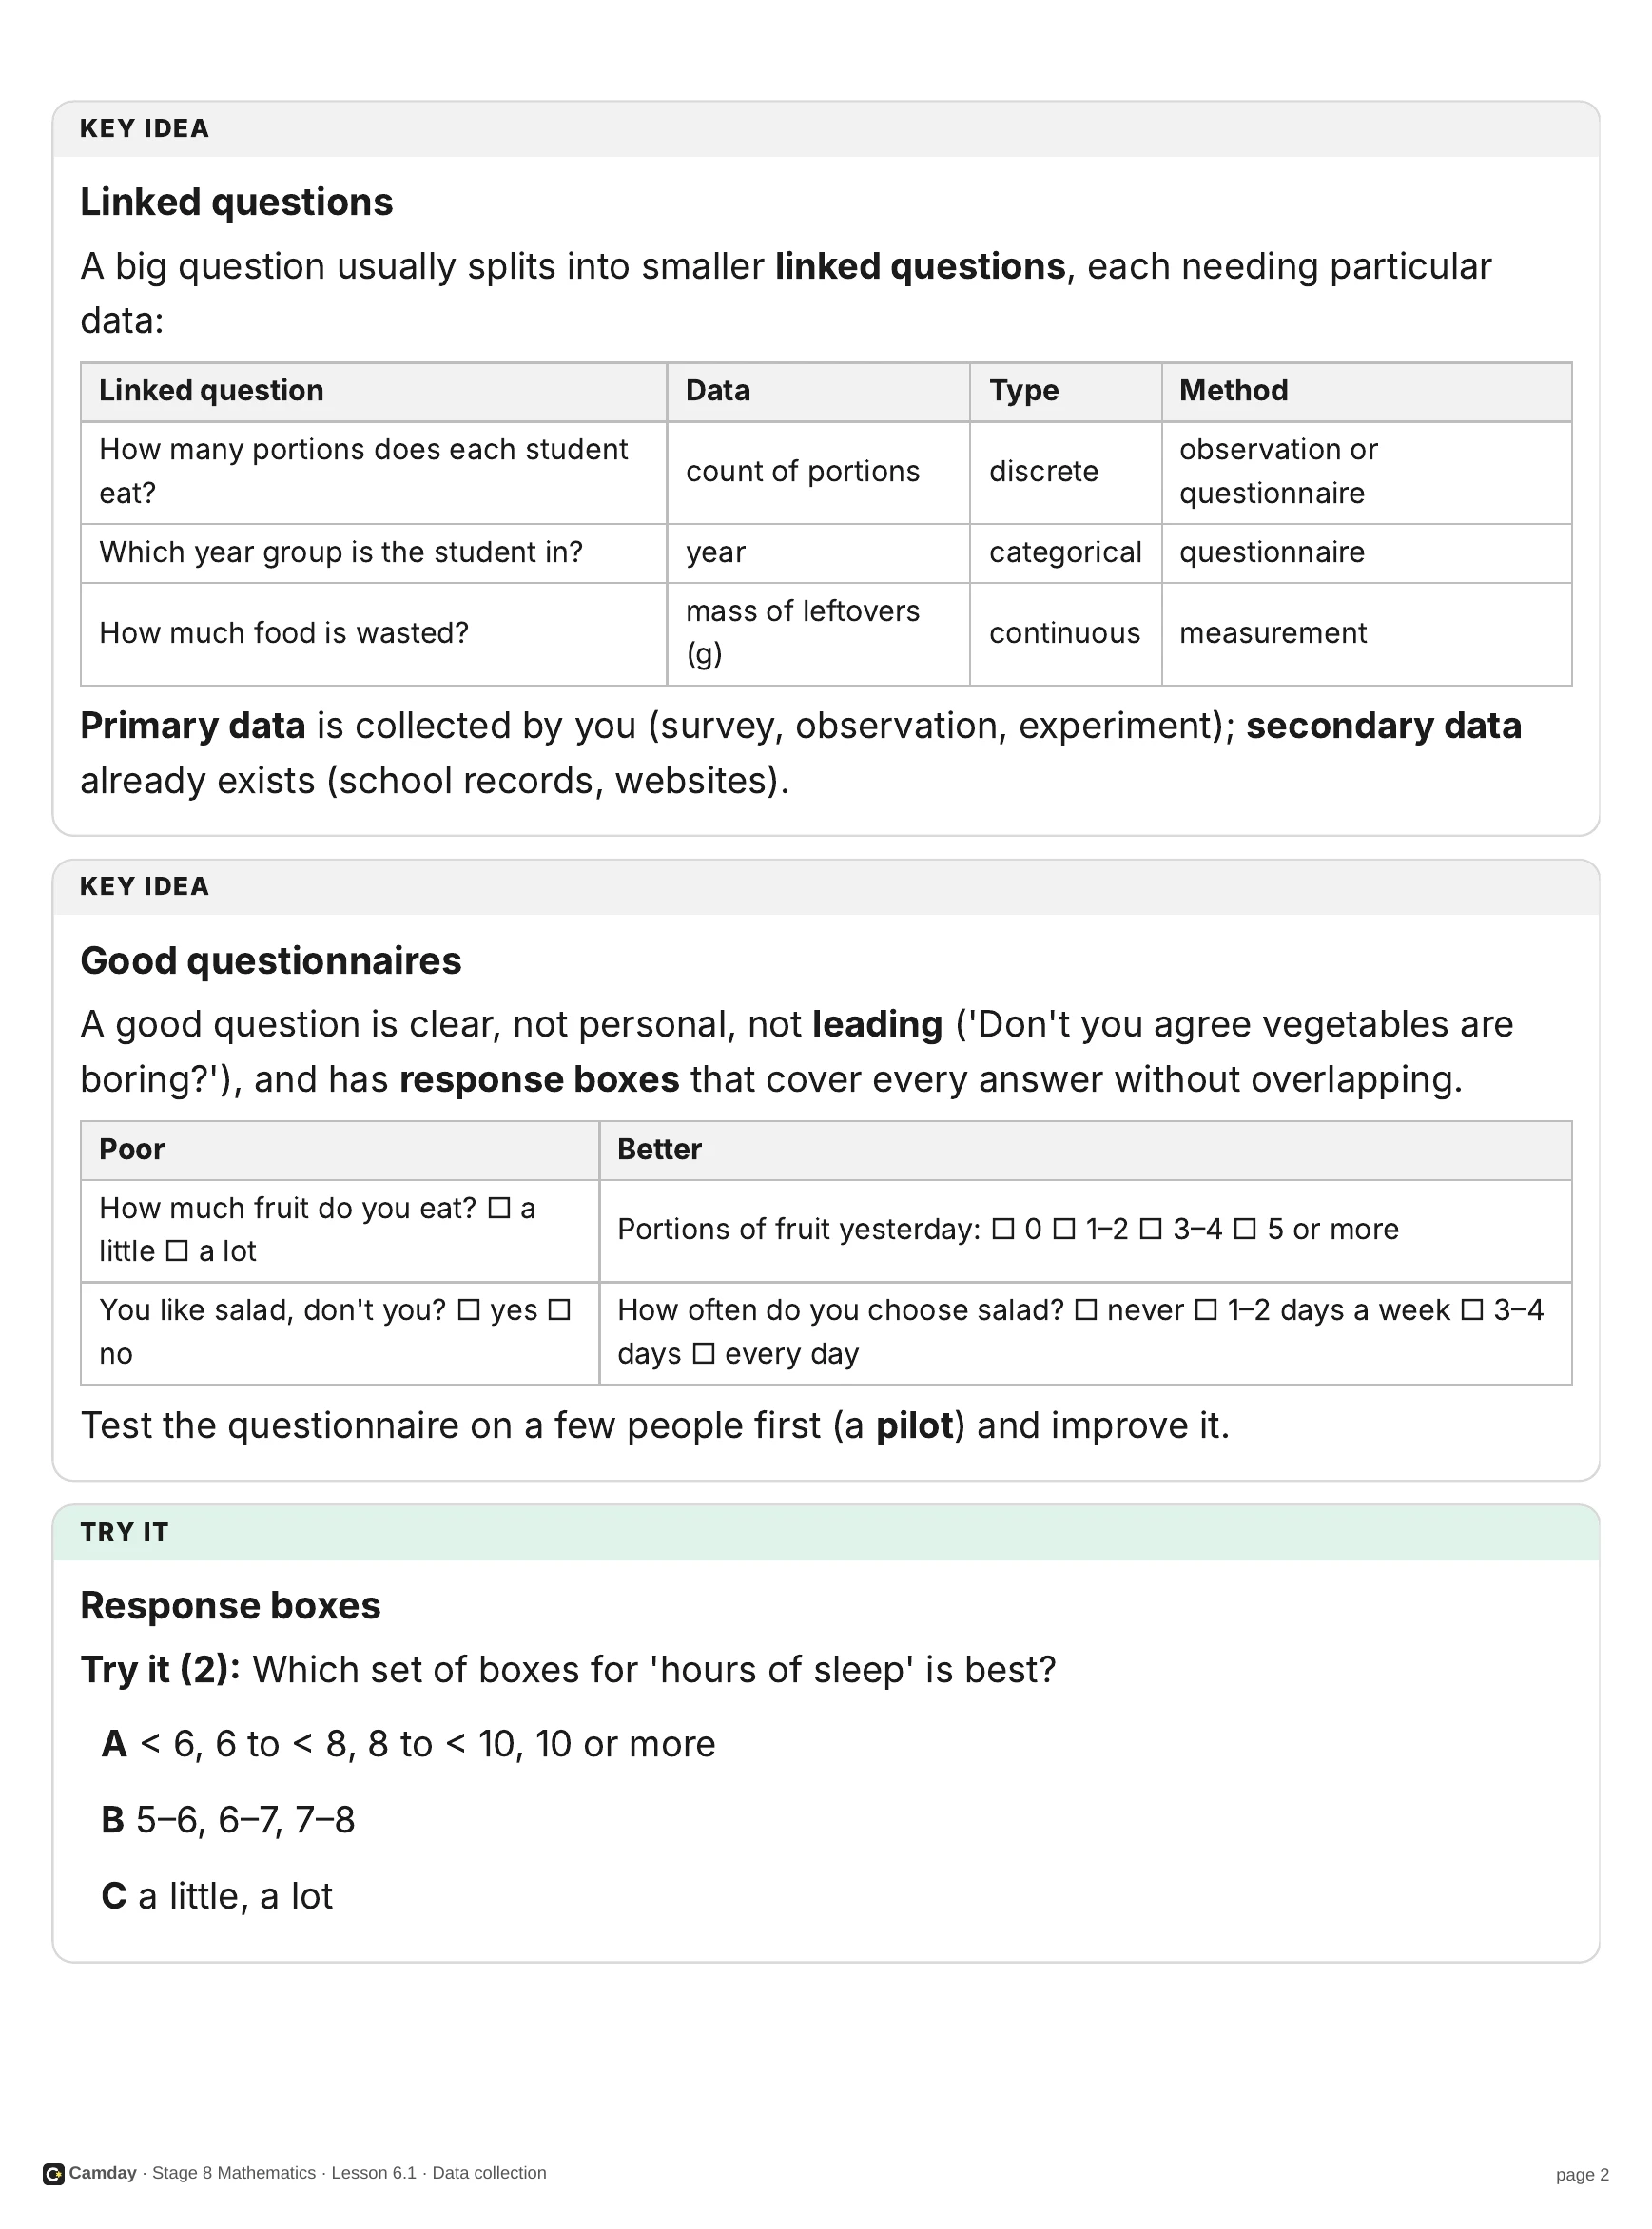 KEY IDEA
Linked questions
A big question usually splits into smaller linked questions, each needing particular
data:
Linked question Data Type Method
How many portions does each student
eat?
count of portions
discrete
observation or
questionnaire
Which year group is the student in? year categorical questionnaire
How much food is wasted?
mass of leftovers
(g)
continuous
measurement
Primary data is collected by you (survey, observation, experiment); secondary data
already exists (school records, websites).
KEY IDEA
Good questionnaires
A good question is clear, not personal, not leading ('Don't you agree vegetables are
boring?'), and has response boxes that cover every answer without overlapping.
Poor Better
How much fruit do you eat? ☐ a
little ☐ a lot
Portions of fruit yesterday: ☐ 0 ☐ 1–2 ☐ 3–4 ☐ 5 or more
You like salad, don't you? ☐ yes ☐
no
How often do you choose salad? ☐ never ☐ 1–2 days a week ☐ 3–4
days ☐ every day
Test the questionnaire on a few people first (a pilot) and improve it.
TRY IT
Response boxes
Try it (2): Which set of boxes for 'hours of sleep' is best?
A < 6, 6 to < 8, 8 to < 10, 10 or more
B 5–6, 6–7, 7–8
C a little, a lot
Camday · Stage 8 Mathematics · Lesson 6.1 · Data collection
page 2